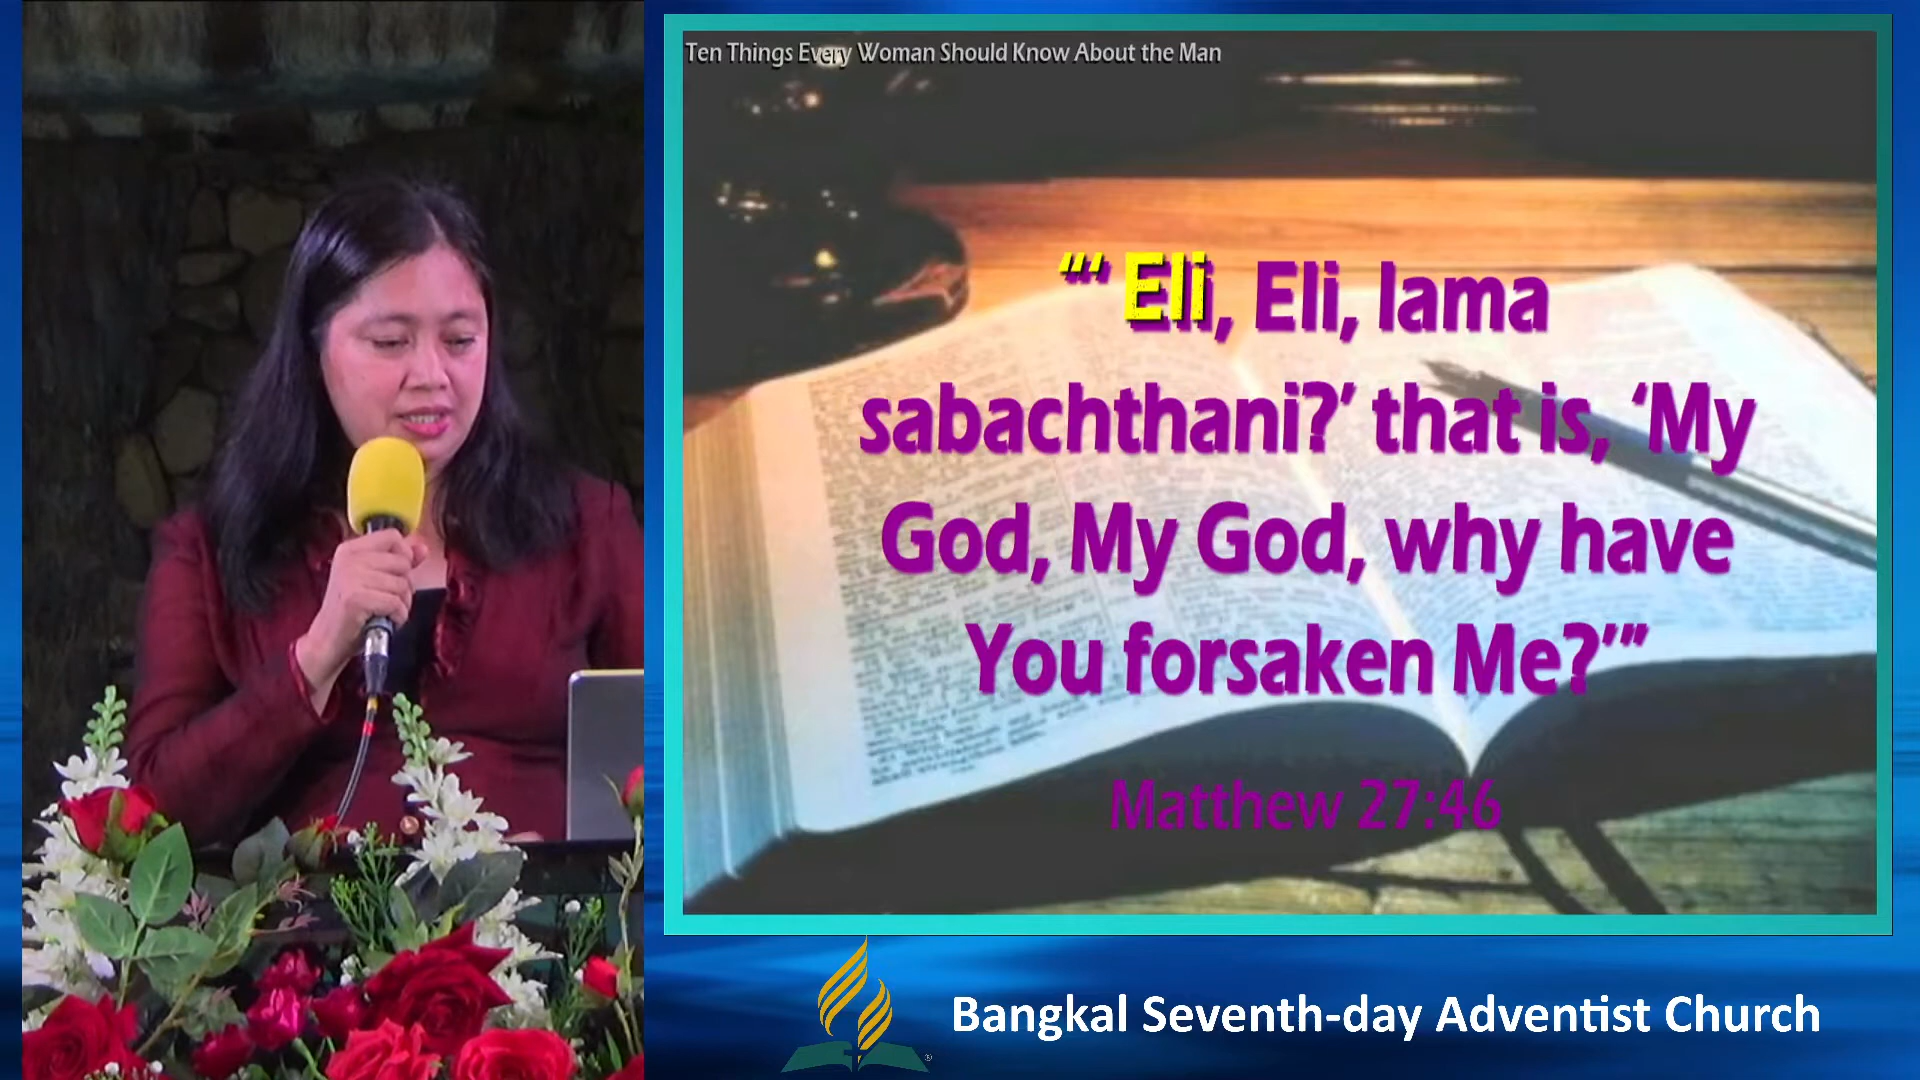 Ten Things Every Woman Should Know About the Man
“‘ Eli, Eli, lama
sabachthani?’ that is, ‘My
God, My God, why have
You forsaken Me?’”
Matthew 27:46
Bangkal Seventh-day Adventist Church
®